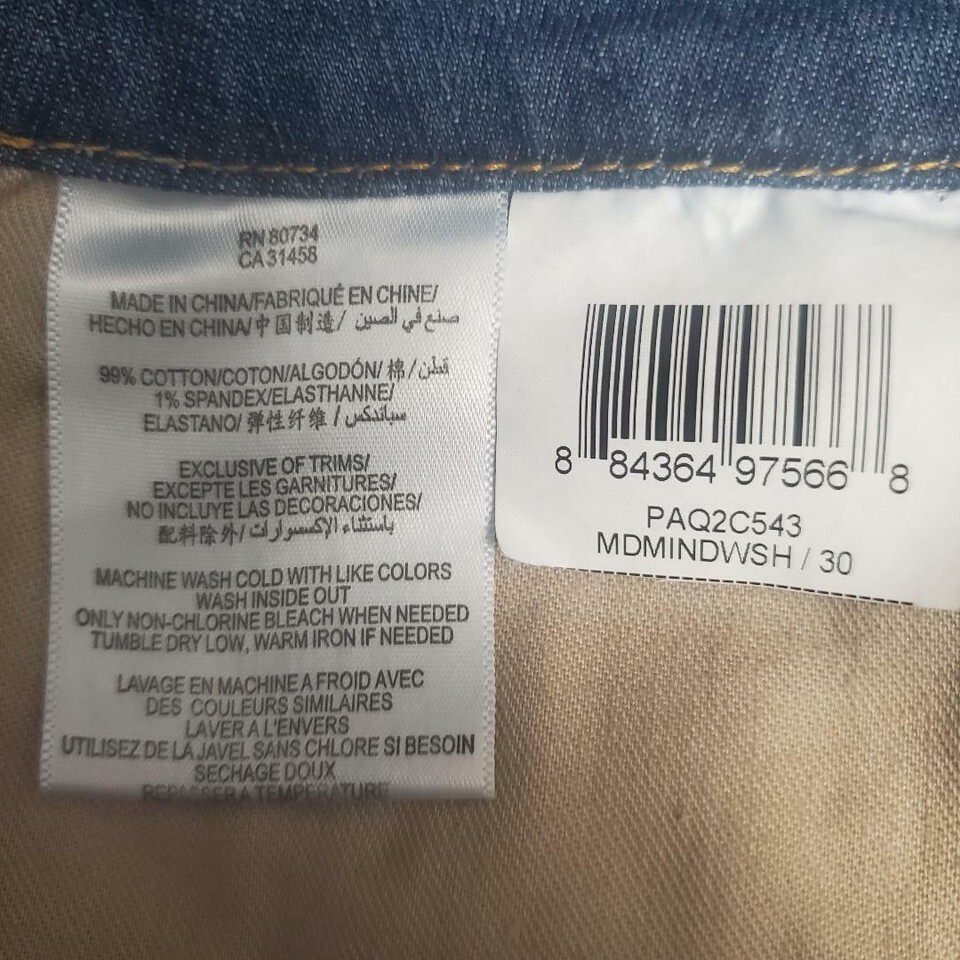 RN 80734
CA 31458
MADE IN CHINA/FABRIQUÉ EN CHINE/
HECHO EN CHINA/中国制造/ صنع في الصين
99% COTTON/COTON/ALGODÓN/ 棉/قطن
1% SPANDEX/ELASTHANNE/
ELASTANO/ 弹性纤维 / سباندكس
EXCLUSIVE OF TRIMS/
EXCEPTE LES GARNITURES/
NO INCLUYE LAS DECORACIONES/
配料除外/ باستثناء الإكسسوارات
MACHINE WASH COLD WITH LIKE COLORS
WASH INSIDE OUT
ONLY NON-CHLORINE BLEACH WHEN NEEDED
TUMBLE DRY LOW, WARM IRON IF NEEDED
LAVAGE EN MACHINE A FROID AVEC
DES COULEURS SIMILAIRES
LAVER A L'ENVERS
UTILISEZ DE LA JAVEL SANS CHLORE SI BESOIN
SECHAGE DOUX
REPASSER A TEMPERATURE
8 84364 97566 8
PAQ2C543
MDMINDWSH / 30